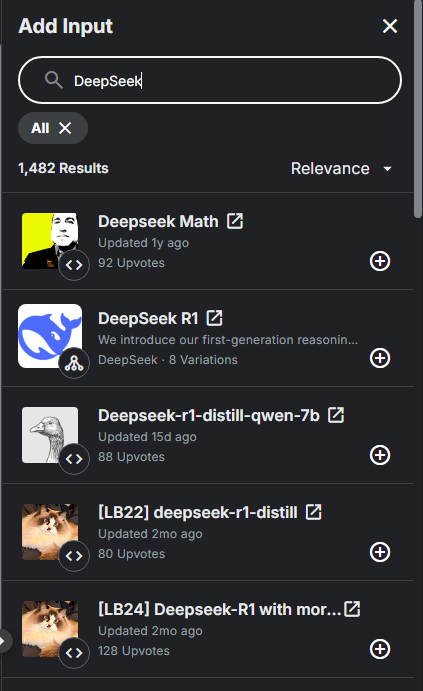 Add Input
DeepSeek
All
1,482 Results
Relevance
Deepseek Math
Updated 1y ago
92 Upvotes
DeepSeek R1
We introduce our first-generation reasonin...
DeepSeek · 8 Variations
Deepseek-r1-distill-qwen-7b
Updated 15d ago
88 Upvotes
[LB22] deepseek-r1-distill
Updated 2mo ago
80 Upvotes
[LB24] Deepseek-R1 with mor...
Updated 2mo ago
128 Upvotes